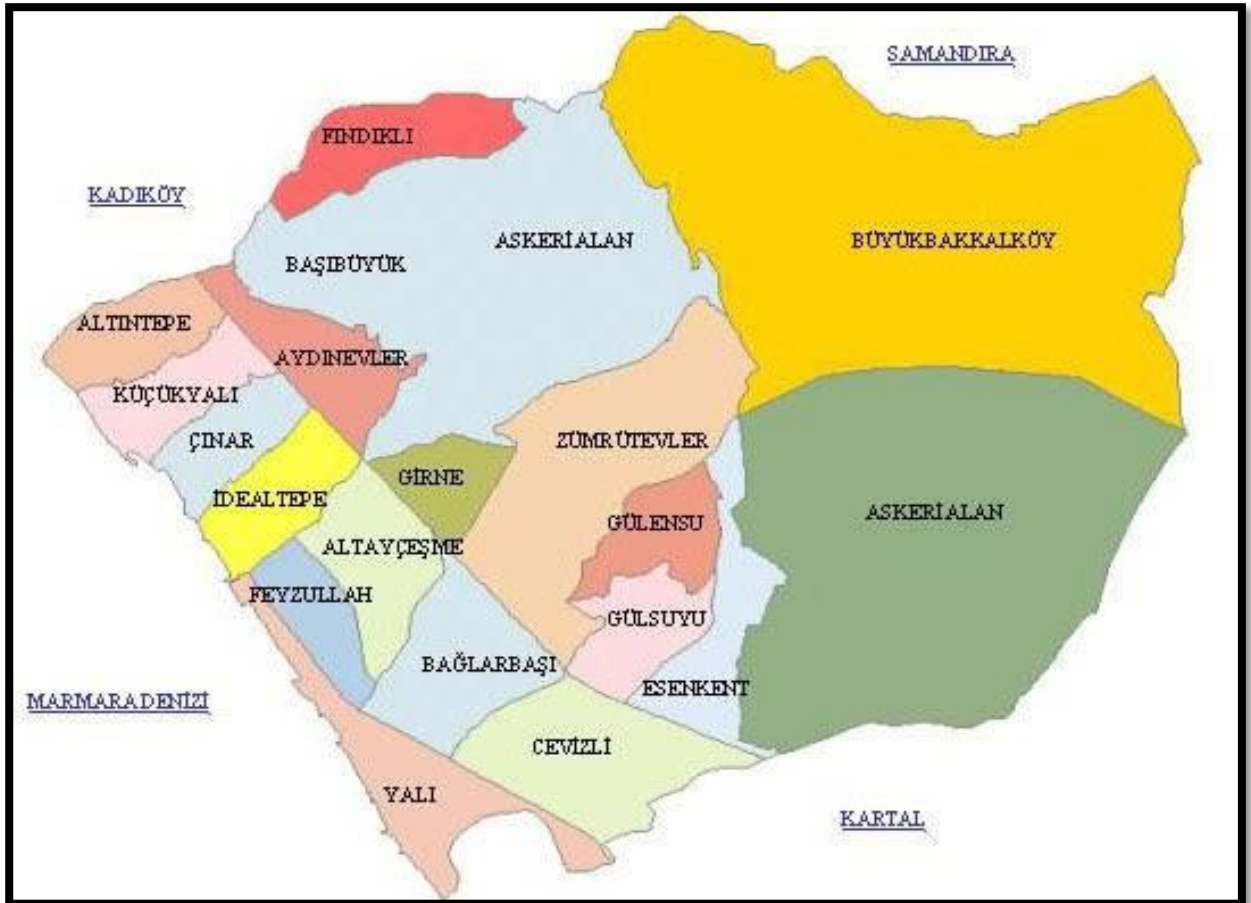 SAMANDIRA
FINDIKLI
KADIKÖY
ASKERİ ALAN
BÜYÜKBAKKALKÖY
BAŞIBÜYÜK
ALTINTEPE
AYDINEVLER
KÜÇÜKYALI
ÇINAR
ZÜMRÜTEVLER
GİRNE
İDEALTEPE
GÜLENSU
ASKERİ ALAN
ALTAYÇEŞME
FEYZULLAH
GÜLSUYU
BAĞLARBAŞI
ESENKENT
MARMARA DENİZİ
CEVİZLİ
YALI
KARTAL